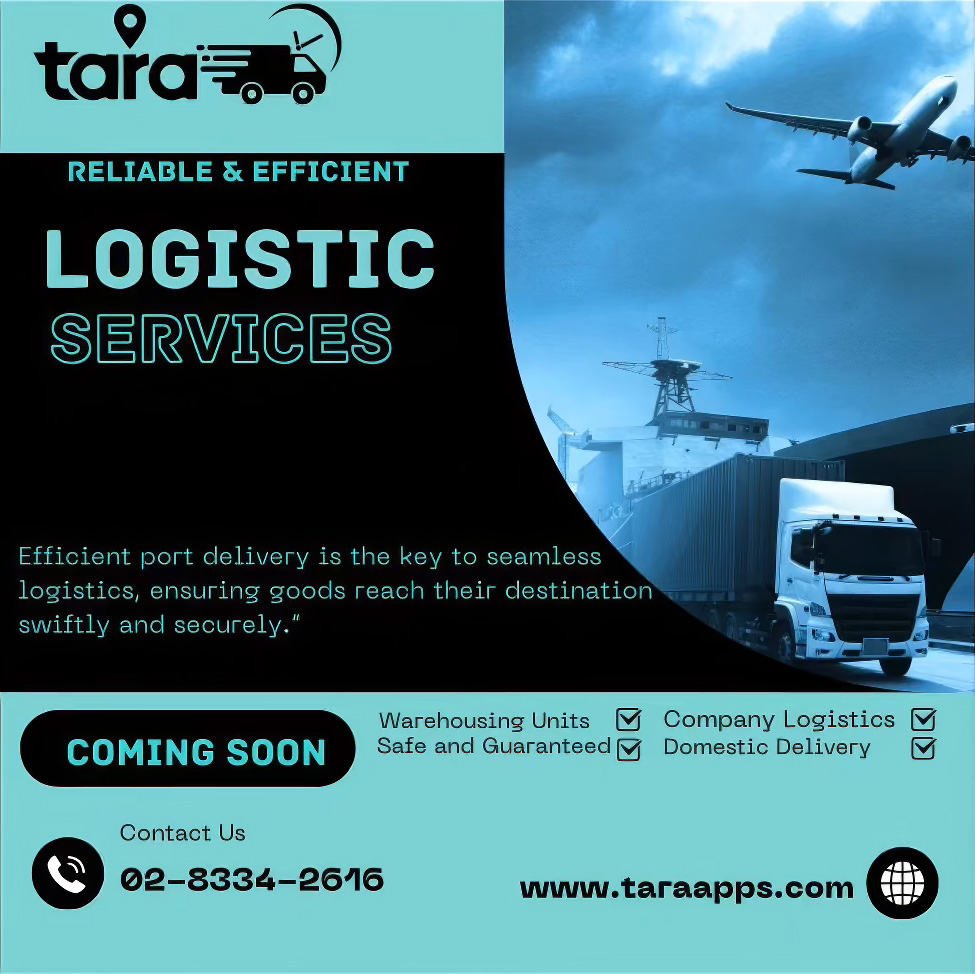 tara
RELIABLE & EFFICIENT
LOGISTIC
SERVICES
Efficient port delivery is the key to seamless
logistics, ensuring goods reach their destination
swiftly and securely."
COMING SOON
Warehousing Units
Safe and Guaranteed
Company Logistics
Domestic Delivery
Contact Us
02-8334-2616
www.taraapps.com